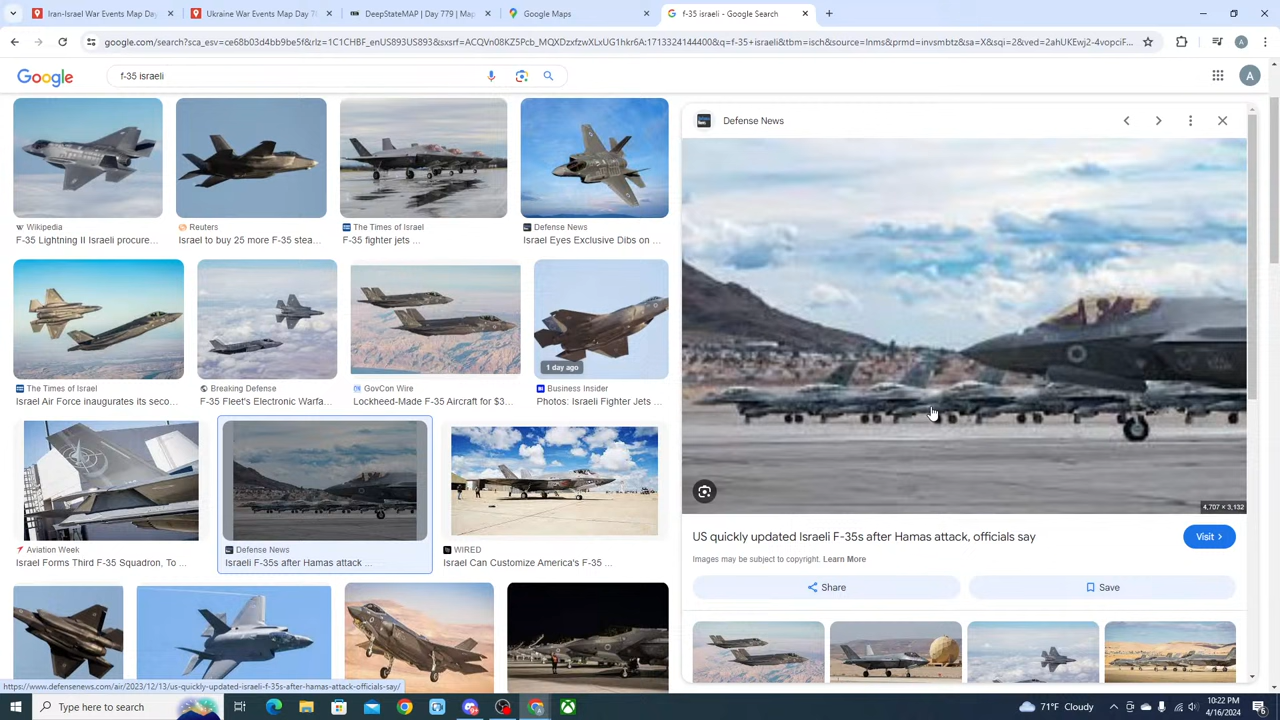 Iran-Israel War Events Map Day
Ukraine War Events Map Day 7
DeepStateMAP | Day 779 | Map
Google Maps
f-35 israeli - Google Search
google.com/search?sca_esv=ce68b03d4bb9be5f&rlz=1C1CHBF_enUS893US893&sxsrf=ACQVn08KZ5Pcb_MQXDzxfzwXLxUG1hkr6A:1713324144400&q=f-35+israeli&tbm=isch&source=lnms&prmd=invsmbtz&sa=X&sqi=2&ved=2ahUKEwj2-4vopciF...
A
Google
f-35 israeli
A
Wikipedia
F-35 Lightning II Israeli procure...
Reuters
Israel to buy 25 more F-35 stea...
The Times of Israel
F-35 fighter jets ...
Defense News
Israel Eyes Exclusive Dibs on ...
The Times of Israel
Israel Air Force inaugurates its seco...
Breaking Defense
F-35 Fleet's Electronic Warfa...
GovCon Wire
Lockheed-Made F-35 Aircraft for $3...
1 day ago
Business Insider
Photos: Israeli Fighter Jets ...
Aviation Week
Israel Forms Third F-35 Squadron, To ...
Defense News
Israeli F-35s after Hamas attack ...
WIRED
Israel Can Customize America's F-35 ...
Defense News
4,707 × 3,132
US quickly updated Israeli F-35s after Hamas attack, officials say
Visit
Images may be subject to copyright. Learn More
Share
Save
https://www.defensenews.com/air/2023/12/13/us-quickly-updated-israeli-f-35s-after-hamas-attack-officials-say/
Type here to search
71°F Cloudy
10:22 PM
4/16/2024